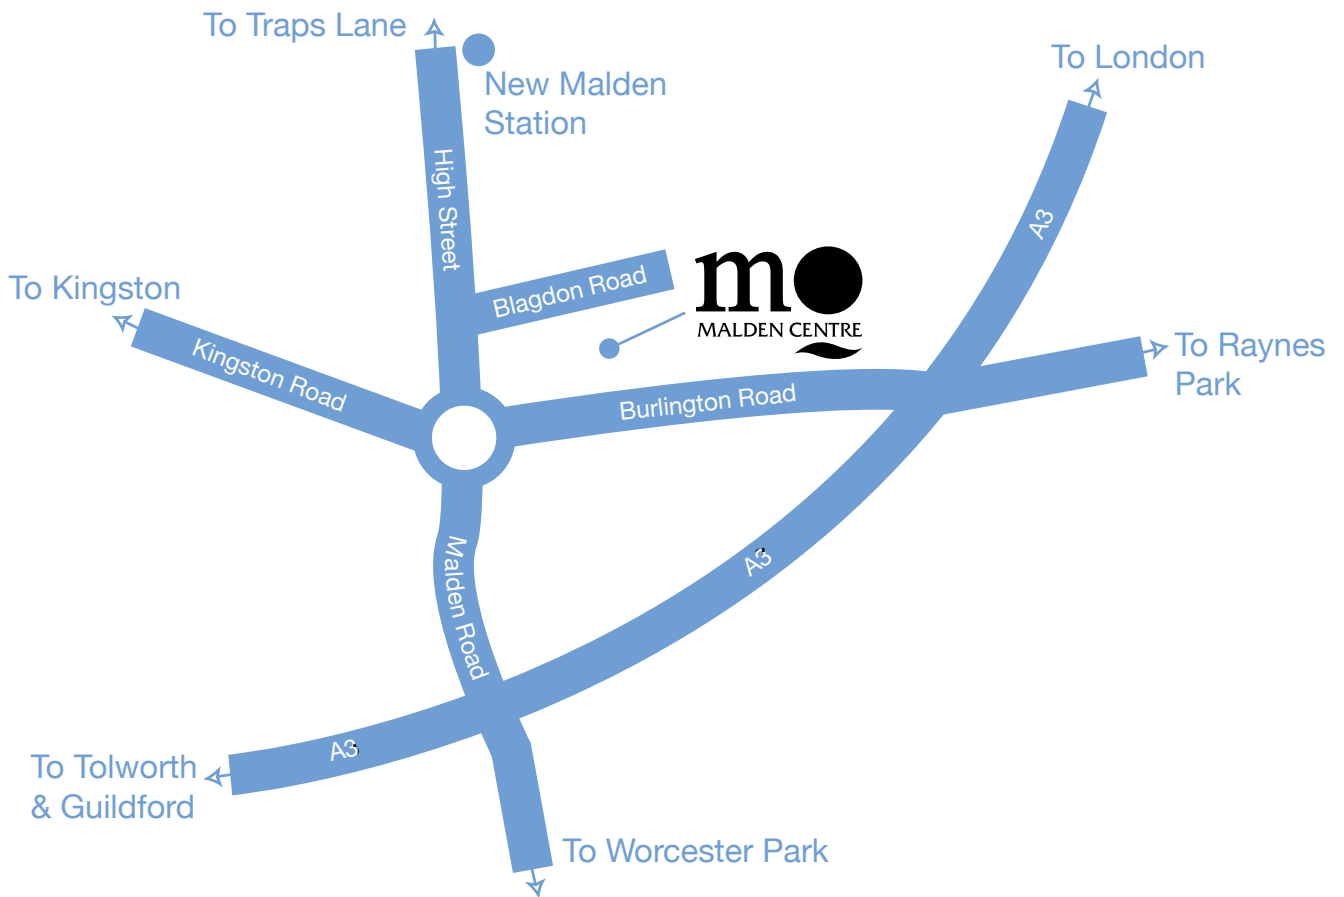 To Traps Lane
New Malden
Station
To London
High Street
A3
To Kingston
Blagdon Road
mo
MALDEN CENTRE
To Raynes
Park
Kingston Road
Burlington Road
Malden Road
A3
A3
To Tolworth
& Guildford
To Worcester Park